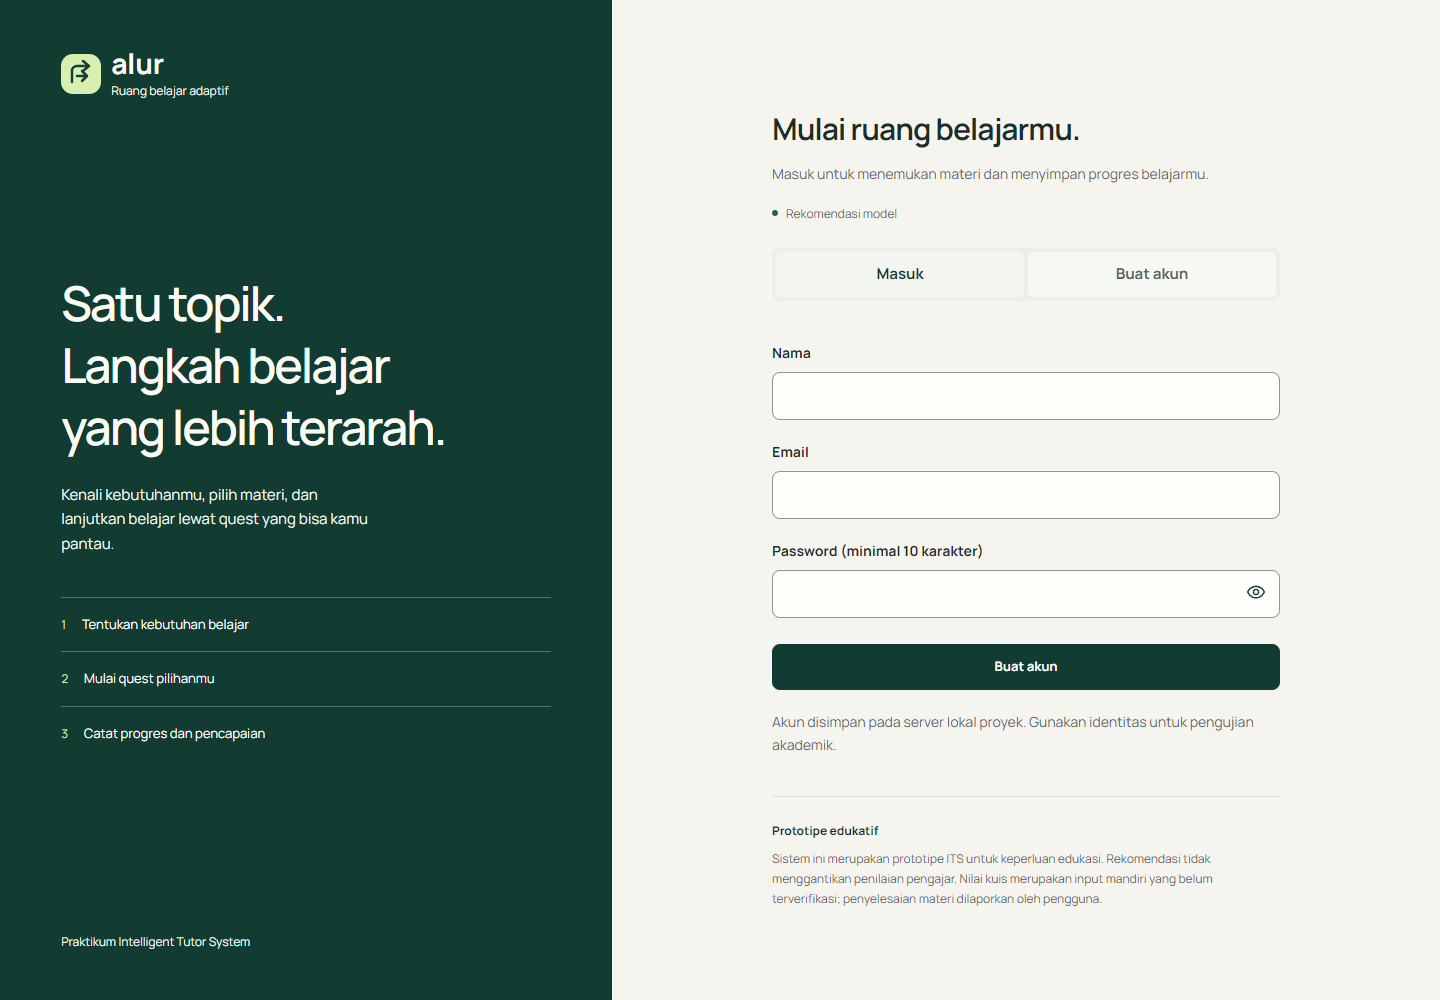 alur
Ruang belajar adaptif
Satu topik.
Langkah belajar
yang lebih terarah.
Kenali kebutuhanmu, pilih materi, dan
lanjutkan belajar lewat quest yang bisa kamu
pantau.
1 Tentukan kebutuhan belajar
2 Mulai quest pilihanmu
3 Catat progres dan pencapaian
Praktikum Intelligent Tutor System
Mulai ruang belajarmu.
Masuk untuk menemukan materi dan menyimpan progres belajarmu.
Rekomendasi model
Masuk
Buat akun
Nama
Email
Password (minimal 10 karakter)
Buat akun
Akun disimpan pada server lokal proyek. Gunakan identitas untuk pengujian
akademik.
Prototipe edukatif
Sistem ini merupakan prototipe ITS untuk keperluan edukasi. Rekomendasi tidak
menggantikan penilaian pengajar. Nilai kuis merupakan input mandiri yang belum
terverifikasi; penyelesaian materi dilaporkan oleh pengguna.